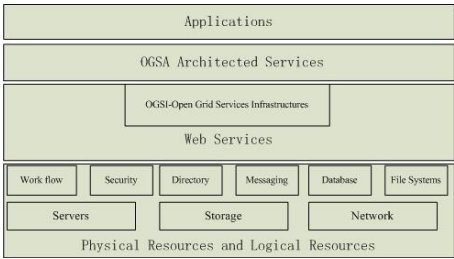 Applications
OGSA Architected Services
OGSI-Open Grid Services Infrastructures
Web Services
Work flow
Security
Directory
Messaging
Database
File Systems
Servers
Storage
Network
Physical Resources and Logical Resources